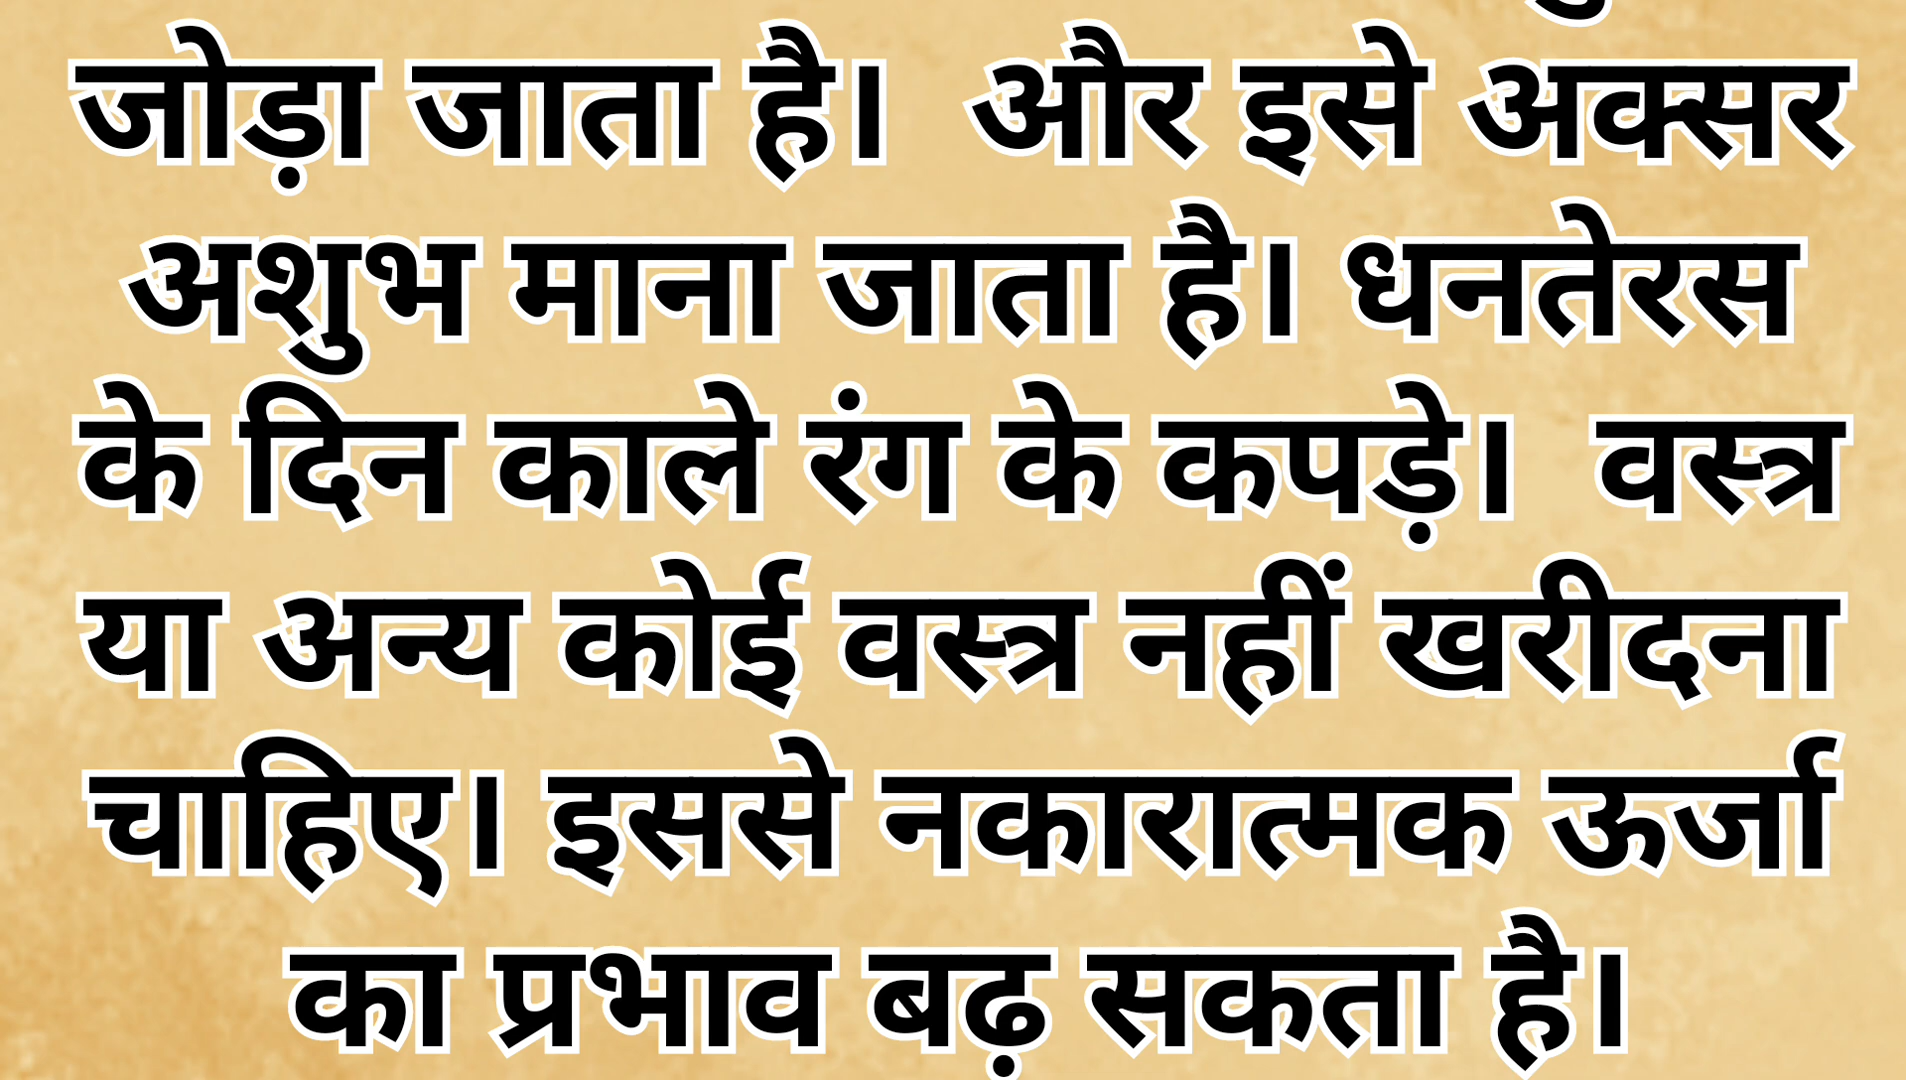 जोड़ा जाता है।  और इसे अक्सर
अशुभ माना जाता है। धनतेरस
के दिन काले रंग के कपड़े।  वस्त्र
या अन्य कोई वस्त्र नहीं खरीदना
चाहिए। इससे नकारात्मक ऊर्जा
का प्रभाव बढ़ सकता है।